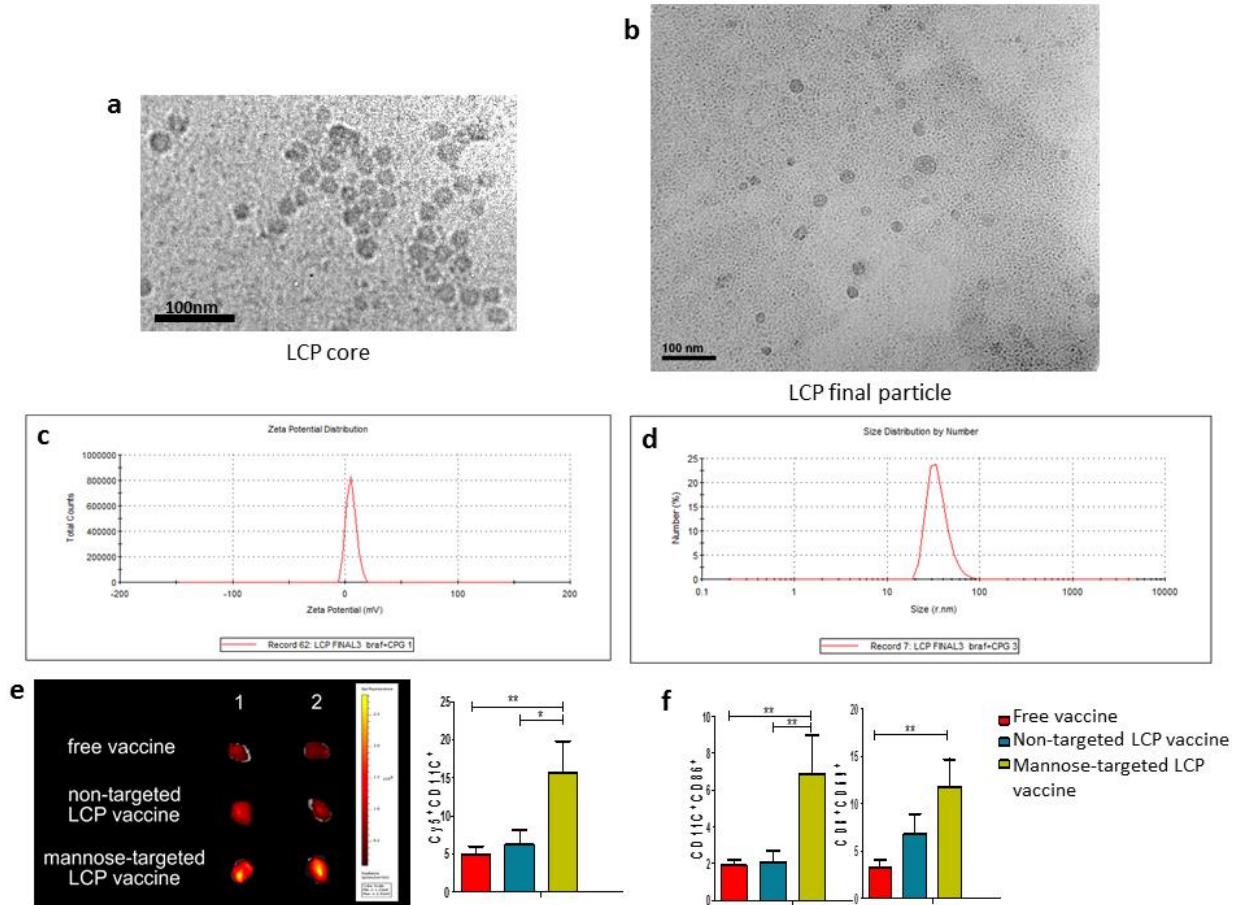 a
100nm
LCP core
b
100 nm
LCP final particle
c
Zeta Potential Distribution
1000000
800000
600000
400000
200000
0
Total Counts
-200
-100
0
100
200
Zeta Potential (mV)
Record 62: LCP FINAL3 braf+CPG 1
d
Size Distribution by Number
25
20
15
10
5
0
Number (%)
0.1
1
10
100
1000
10000
Size (r.nm)
Record 7: LCP FINAL3 braf+CPG 3
e
1
2
free vaccine
non-targeted
LCP vaccine
mannose-targeted
LCP vaccine
25
20
15
10
5
0
Cy5⁺CD11C⁺
**
*
f
10
8
6
4
2
0
CD11C⁺CD86⁺
**
**
20
15
10
5
0
**
Free vaccine
Non-targeted LCP vaccine
Mannose-targeted LCP
vaccine